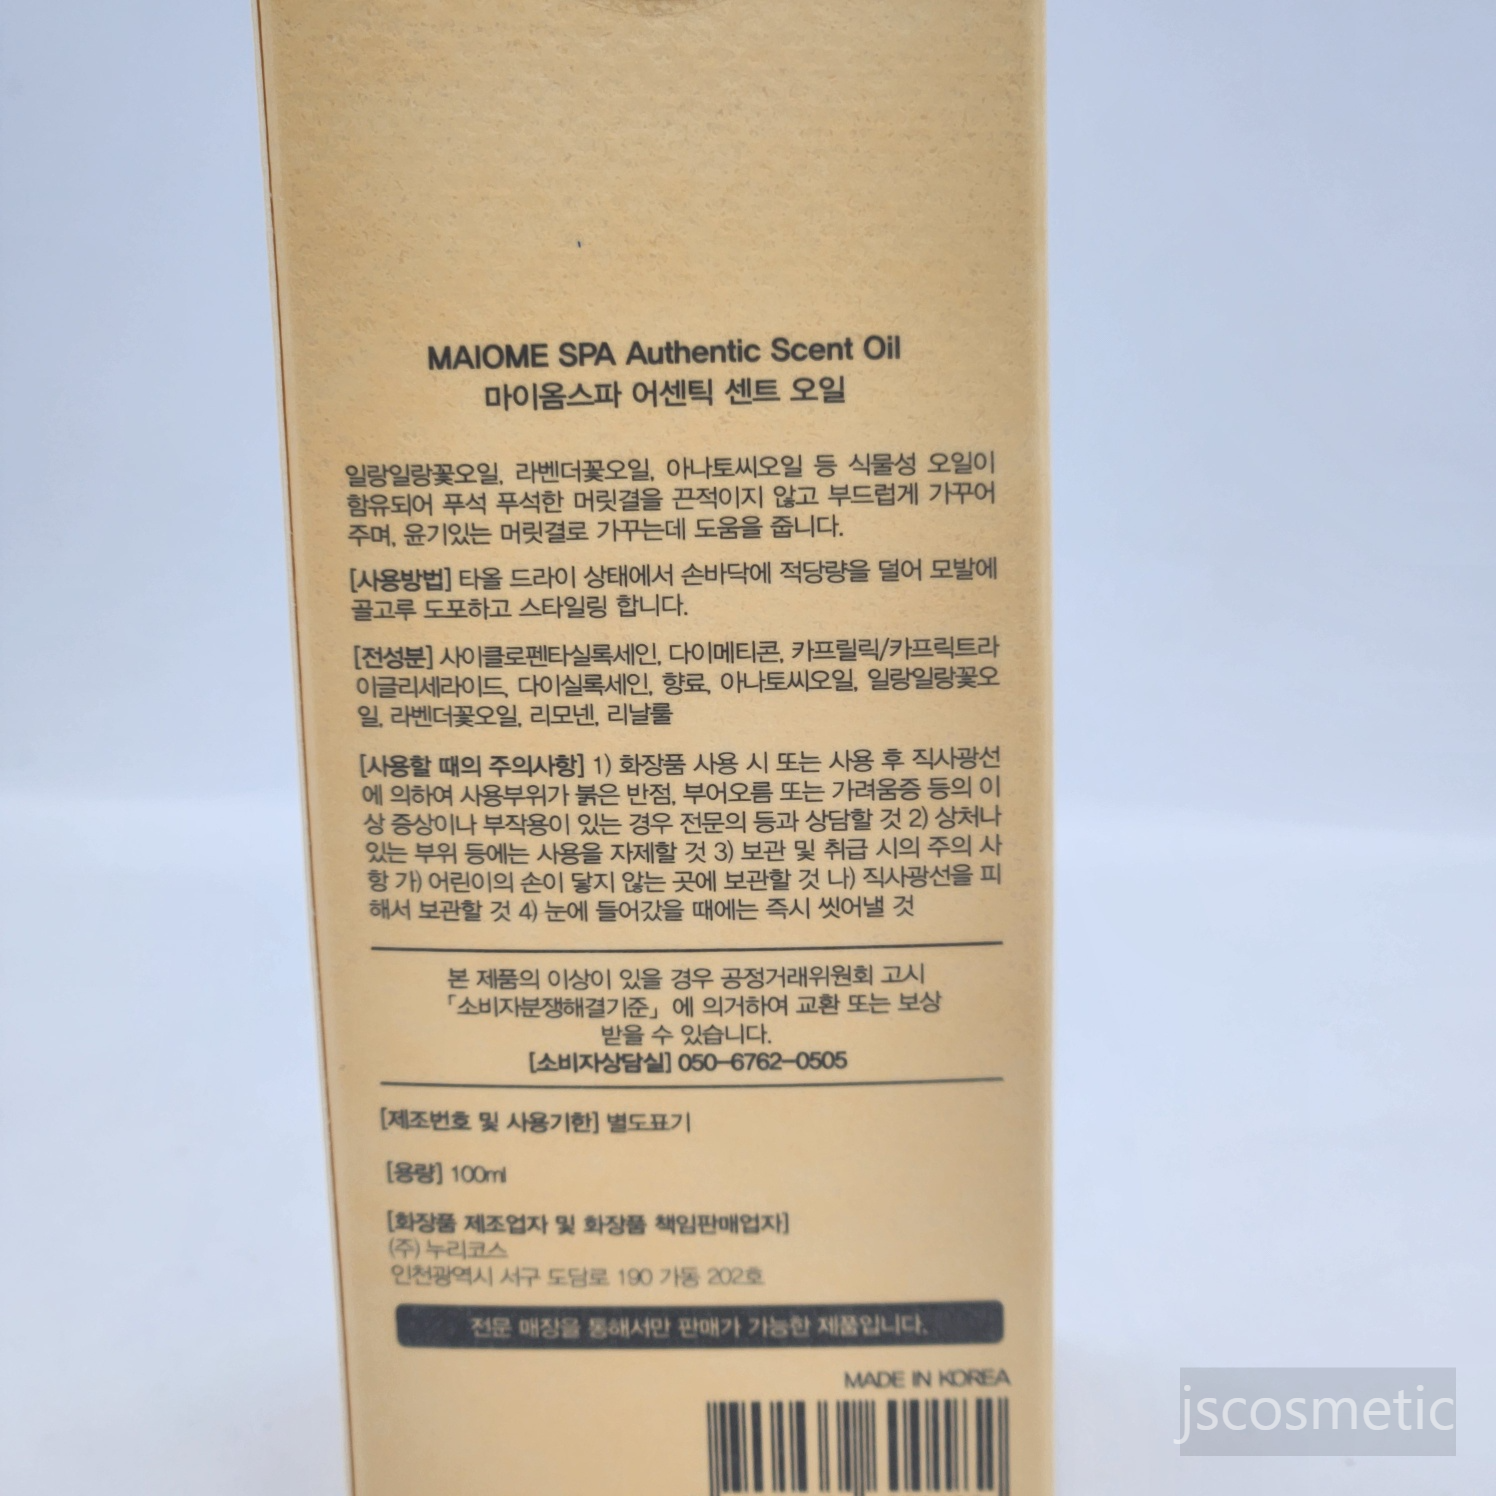 MAIOME SPA Authentic Scent Oil
마이옴스파 어센틱 센트 오일
일랑일랑꽃오일, 라벤더꽃오일, 아나토씨오일 등 식물성 오일이
함유되어 푸석 푸석한 머릿결을 끈적이지 않고 부드럽게 가꾸어
주며, 윤기있는 머릿결로 가꾸는데 도움을 줍니다.
[사용방법] 타올 드라이 상태에서 손바닥에 적당량을 덜어 모발에
골고루 도포하고 스타일링 합니다.
[전성분] 사이클로펜타실록세인, 다이메티콘, 카프릴릭/카프릭트라
이글리세라이드, 다이실록세인, 향료, 아나토씨오일, 일랑일랑꽃오
일, 라벤더꽃오일, 리모넨, 리날룰
[사용할 때의 주의사항] 1) 화장품 사용 시 또는 사용 후 직사광선
에 의하여 사용부위가 붉은 반점, 부어오름 또는 가려움증 등의 이
상 증상이나 부작용이 있는 경우 전문의 등과 상담할 것 2) 상처나
있는 부위 등에는 사용을 자제할 것 3) 보관 및 취급 시의 주의 사
항 가) 어린이의 손이 닿지 않는 곳에 보관할 것 나) 직사광선을 피
해서 보관할 것 4) 눈에 들어갔을 때에는 즉시 씻어낼 것
본 제품의 이상이 있을 경우 공정거래위원회 고시
「소비자분쟁해결기준」 에 의거하여 교환 또는 보상
받을 수 있습니다.
[소비자상담실] 050-6762-0505
[제조번호 및 사용기한] 별도표기
[용량] 100ml
[화장품 제조업자 및 화장품 책임판매업자]
(주) 누리코스
인천광역시 서구 도담로 190 가동 202호
전문 매장을 통해서만 판매가 가능한 제품입니다.
MADE IN KOREA
jscosmetic